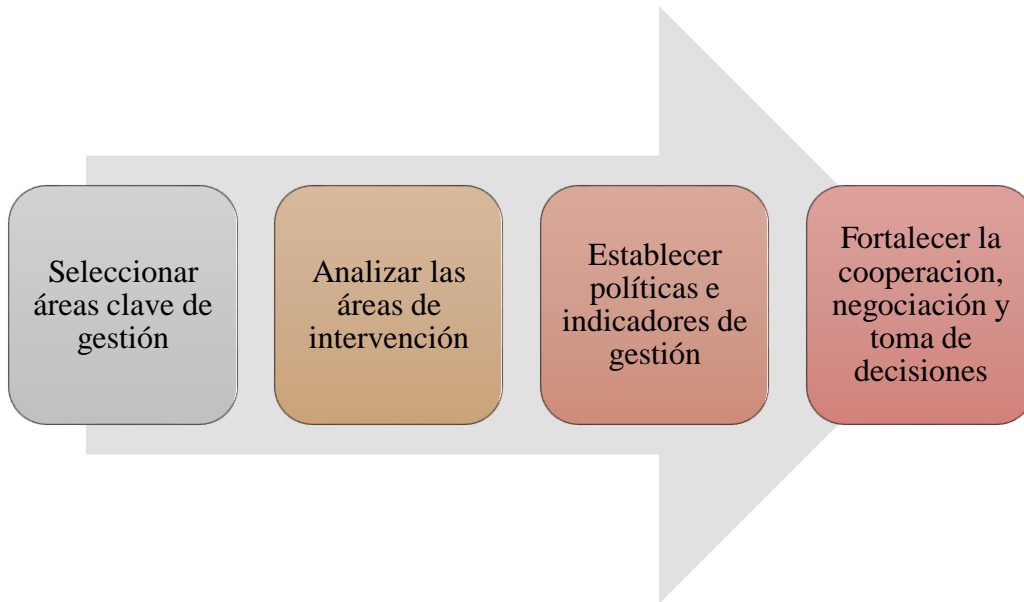 Seleccionar
áreas clave de
gestión
Analizar las
áreas de
intervención
Establecer
políticas e
indicadores de
gestión
Fortalecer la
cooperacion,
negociación y
toma de
decisiones